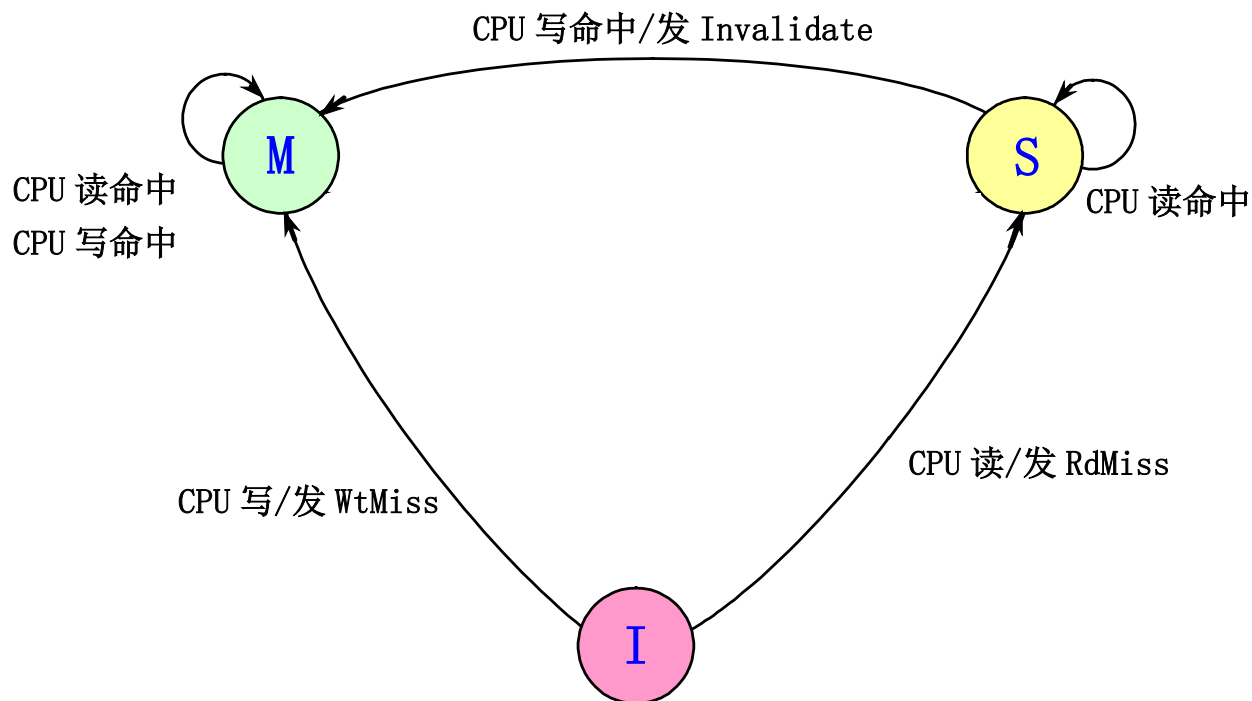 CPU 写命中/发 Invalidate
M
S
CPU 读命中
CPU 写命中
CPU 读命中
CPU 读/发 RdMiss
CPU 写/发 WtMiss
I